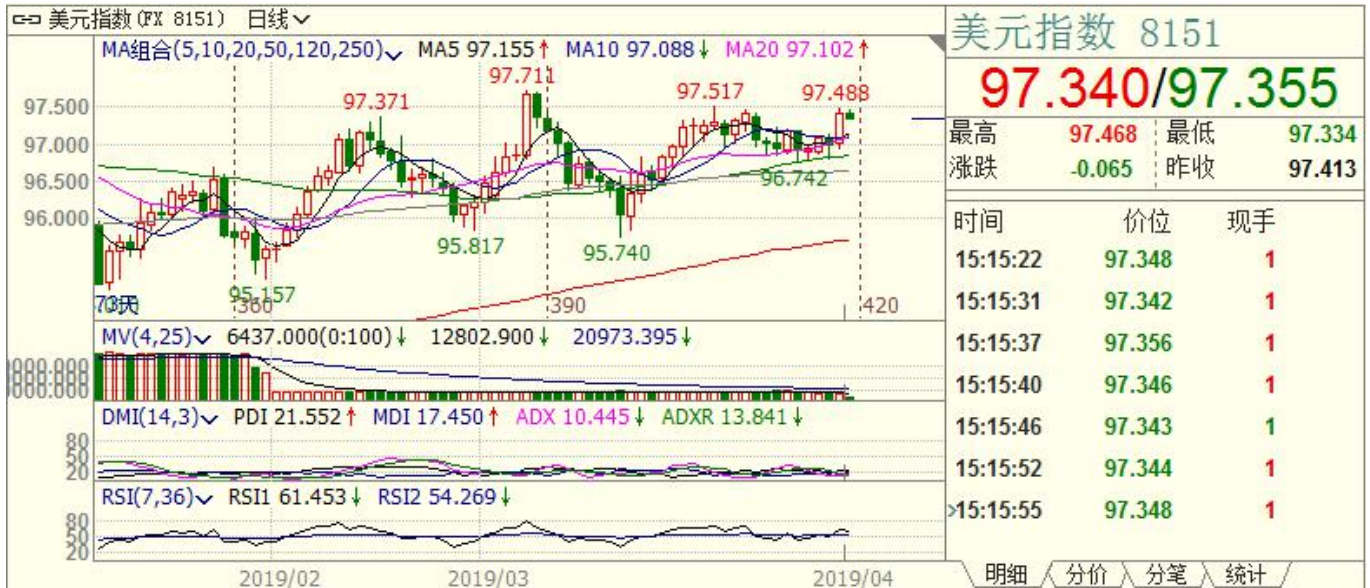 美元指数(FX 8151) 日线
MA组合(5,10,20,50,120,250) MA5 97.155↑ MA10 97.088↓ MA20 97.102↑
97.711
97.371
97.517
97.488
97.500
97.000
96.500
96.000
96.742
95.817
95.740
95.157
73天
360
390
420
MV(4,25) 6437.000(0:100)↓ 12802.900↓ 20973.395↓
0000.000
0000.000
DMI(14,3) PDI 21.552↑ MDI 17.450↑ ADX 10.445↓ ADXR 13.841↓
80
50
20
RSI(7,36) RSI1 61.453↓ RSI2 54.269↓
80
50
20
2019/02 2019/03 2019/04
美元指数 8151
97.340/97.355
最高 97.468 最低 97.334
涨跌 -0.065 昨收 97.413
时间 价位 现手
15:15:22 97.348 1
15:15:31 97.342 1
15:15:37 97.356 1
15:15:40 97.346 1
15:15:46 97.343 1
15:15:52 97.344 1
>15:15:55 97.348 1
明细 分价 分笔 统计